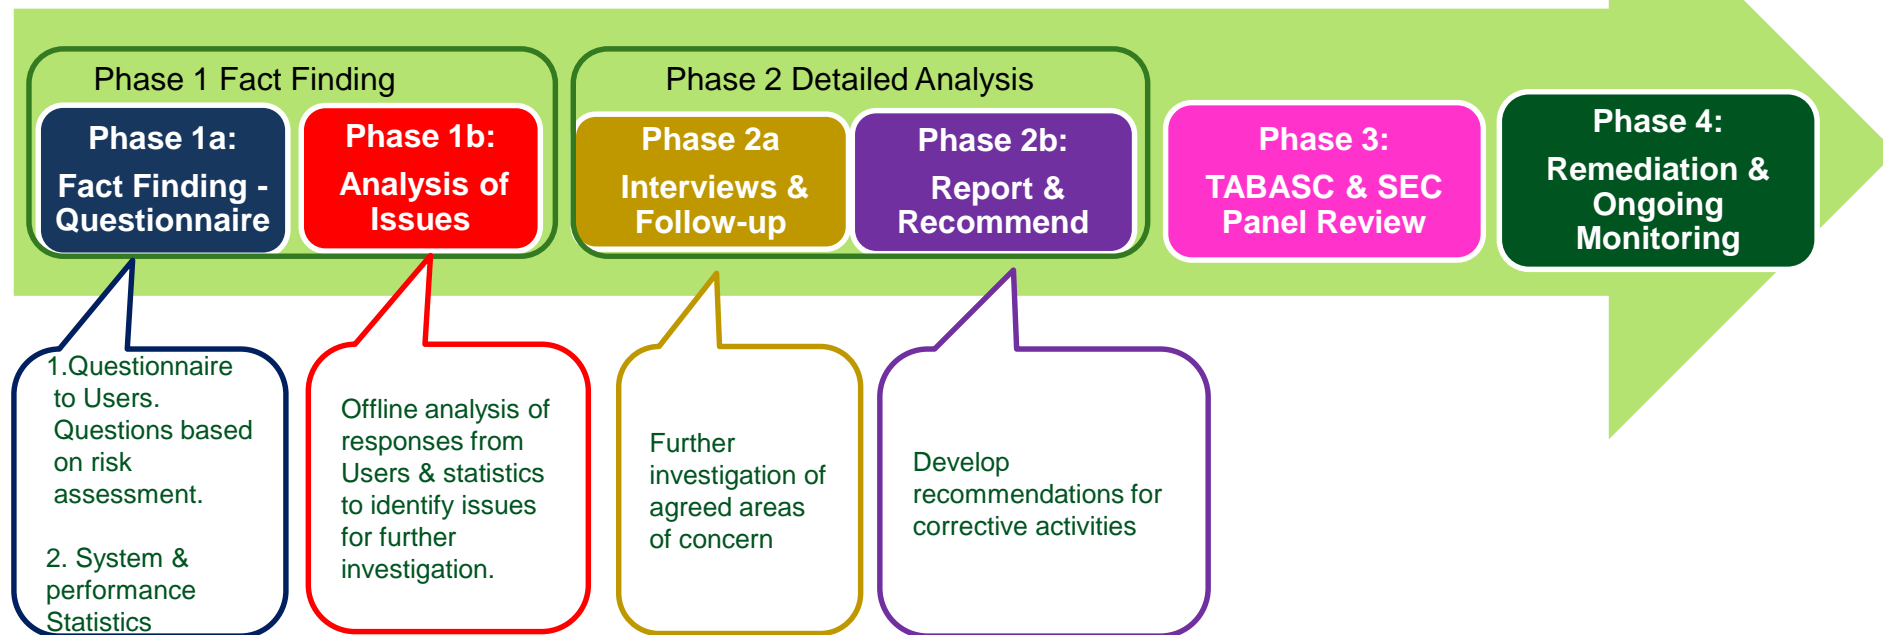 Phase 1 Fact Finding
Phase 2 Detailed Analysis
Phase 1a:
Fact Finding -
Questionnaire
Phase 1b:
Analysis of
Issues
Phase 2a
Interviews &
Follow-up
Phase 2b:
Report &
Recommend
Phase 3:
TABASC & SEC
Panel Review
Phase 4:
Remediation &
Ongoing
Monitoring
1.Questionnaire
to Users.
Questions based
on risk
assessment.
2. System &
performance
Statistics
Offline analysis of
responses from
Users & statistics
to identify issues
for further
investigation.
Further
investigation of
agreed areas
of concern
Develop
recommendations for
corrective activities